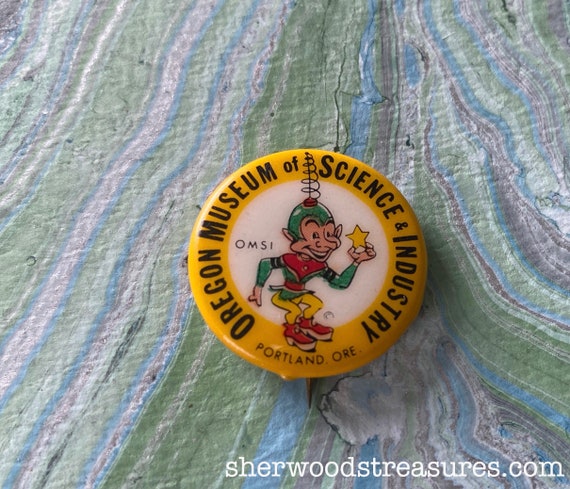 OREGON MUSEUM of SCIENCE & INDUSTRY
OMSI
©
PORTLAND, ORE.
sherwoodstreasures.com